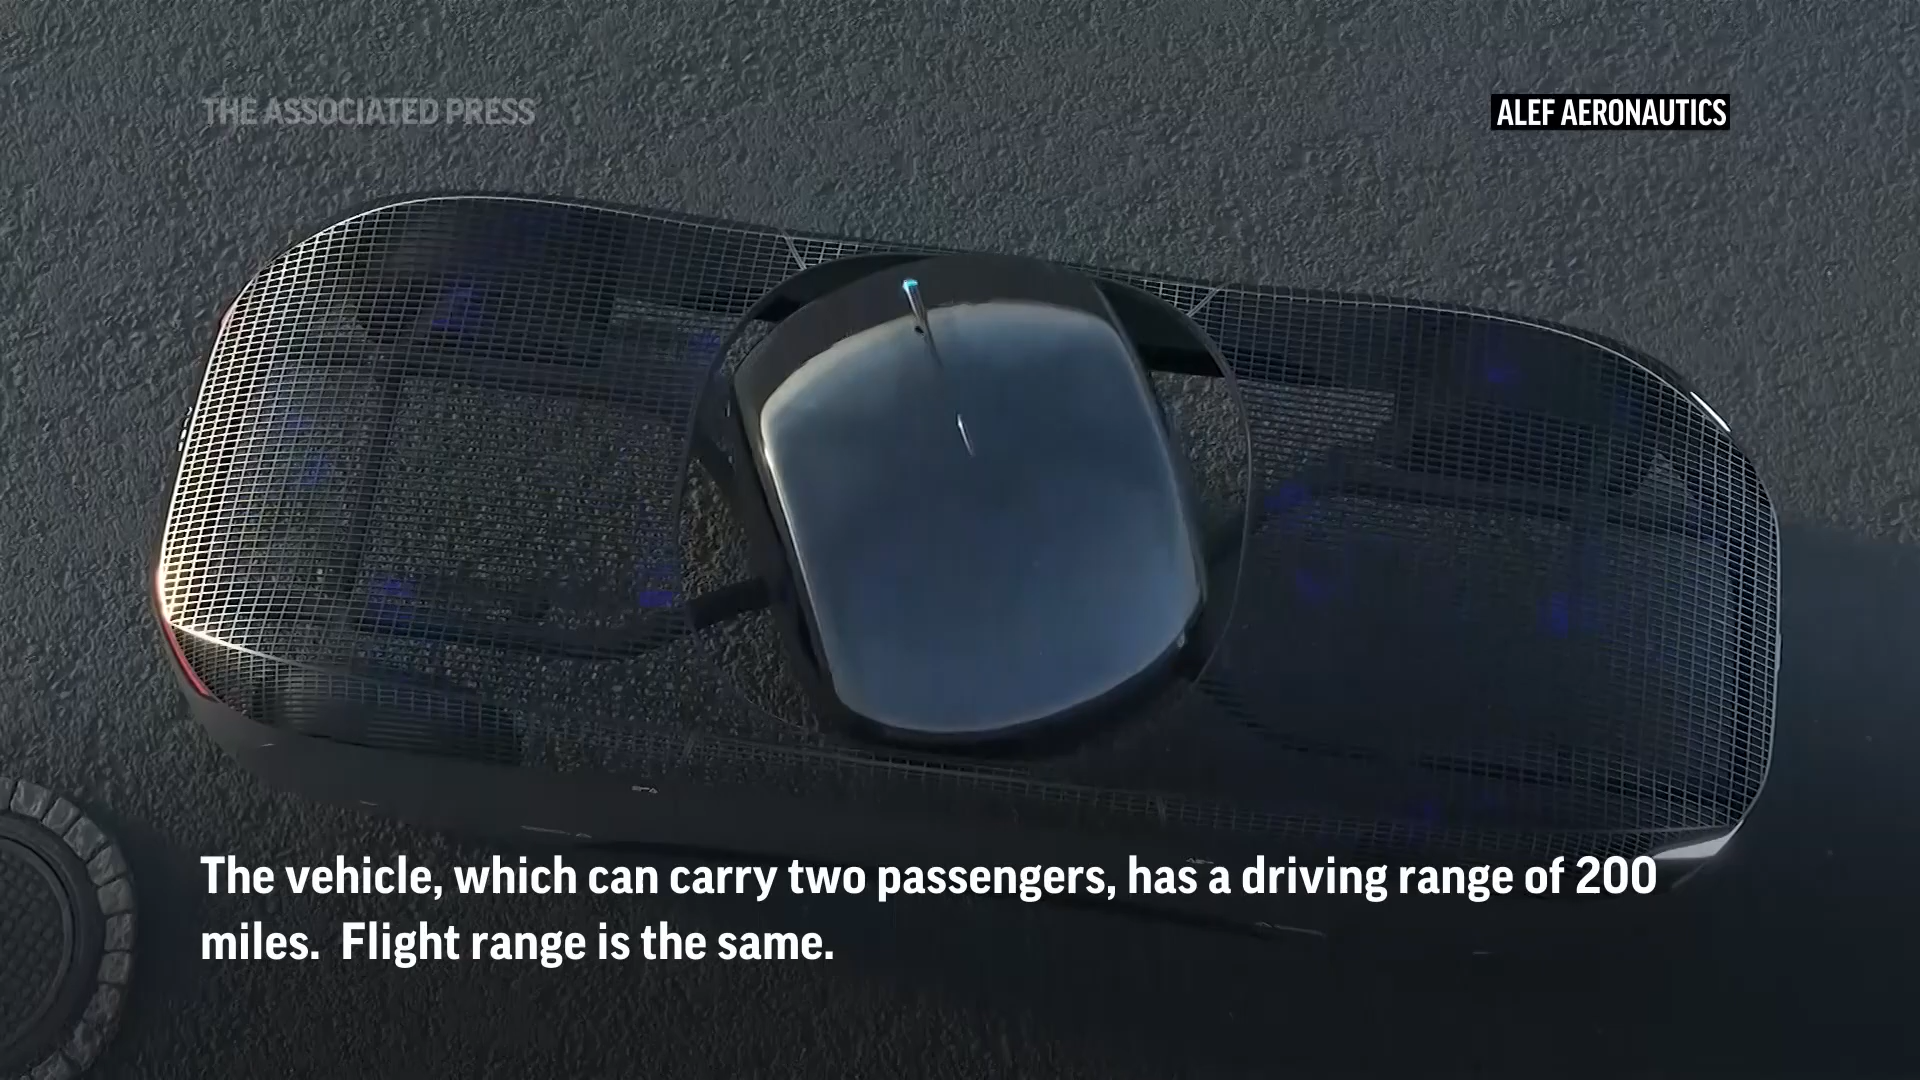 THE ASSOCIATED PRESS
ALEF AERONAUTICS
The vehicle, which can carry two passengers, has a driving range of 200
miles.  Flight range is the same.